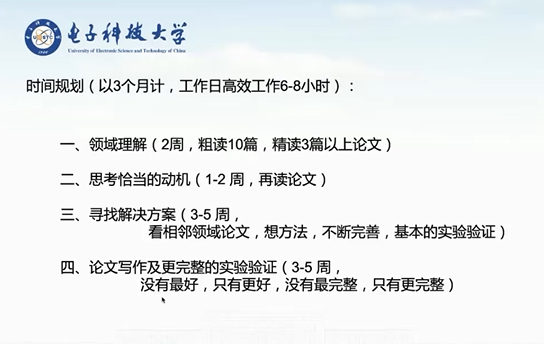 电子科技大学
University of Electronic Science and Technology of China
时间规划（以3个月计，工作日高效工作6-8小时）：
一、领域理解（2周，粗读10篇，精读3篇以上论文）
二、思考恰当的动机（1-2 周，再读论文）
三、寻找解决方案（3-5 周，
看相邻领域论文，想方法，不断完善，基本的实验验证）
四、论文写作及更完整的实验验证（3-5 周，
没有最好，只有更好，没有最完整，只有更完整）